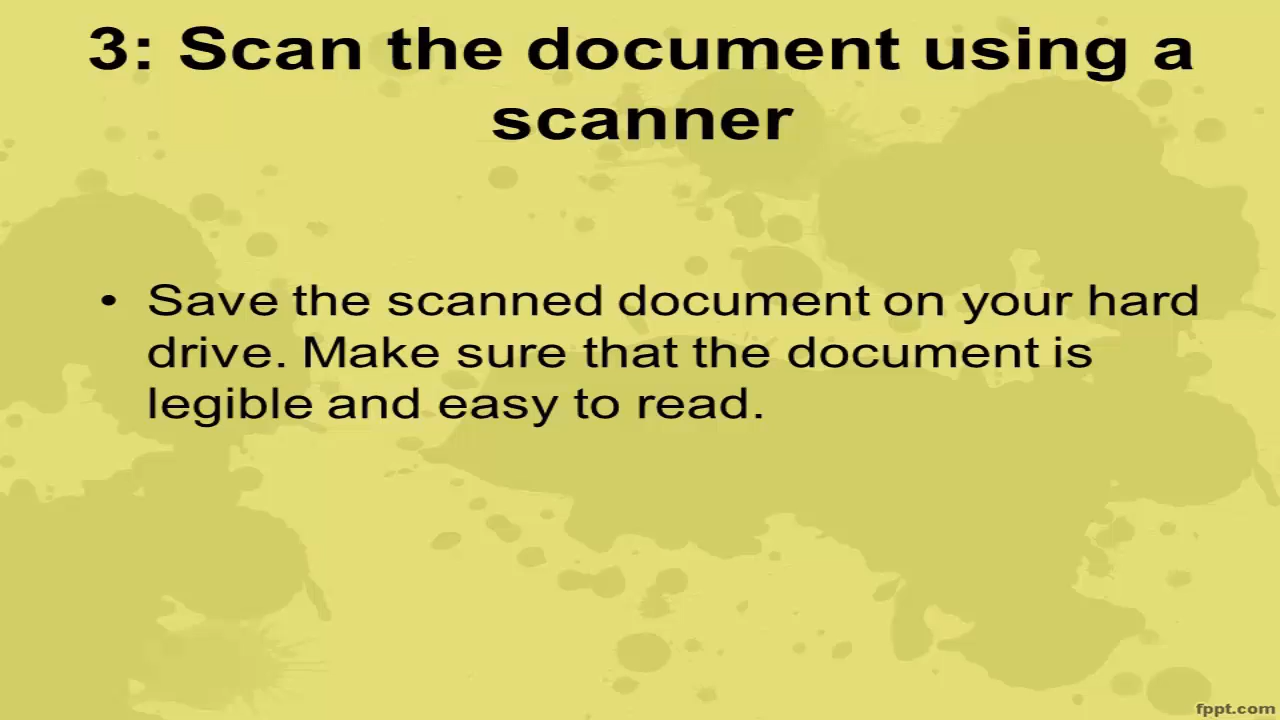 3: Scan the document using a
scanner
• Save the scanned document on your hard
drive. Make sure that the document is
legible and easy to read.
fppt.com